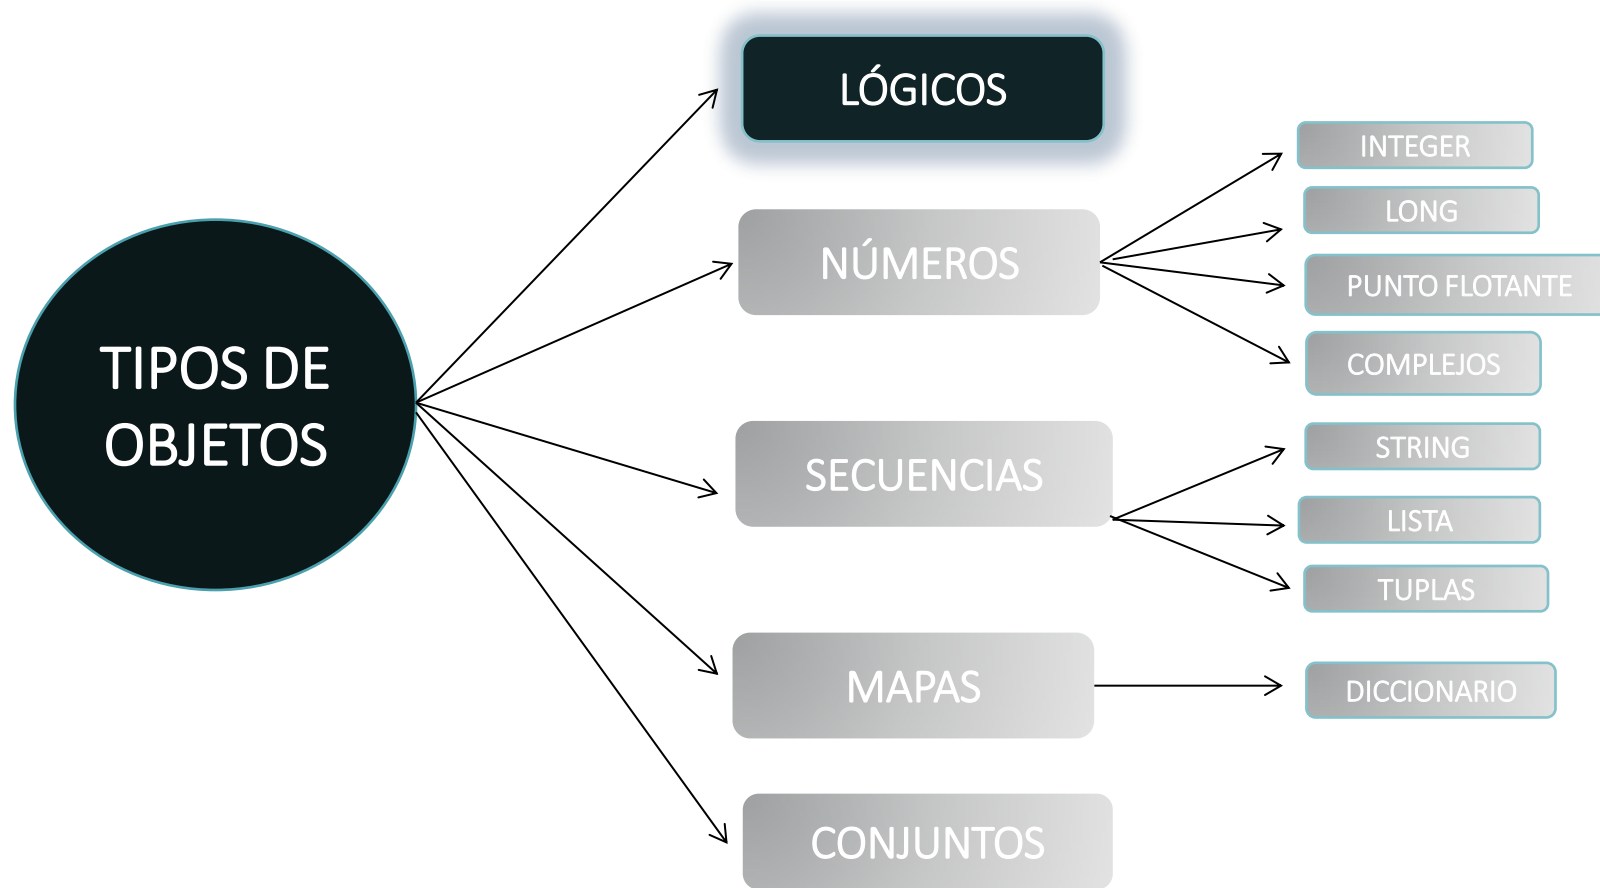 TIPOS DE
OBJETOS
LÓGICOS
NÚMEROS
INTEGER
LONG
PUNTO FLOTANTE
COMPLEJOS
SECUENCIAS
STRING
LISTA
TUPLAS
MAPAS
DICCIONARIO
CONJUNTOS